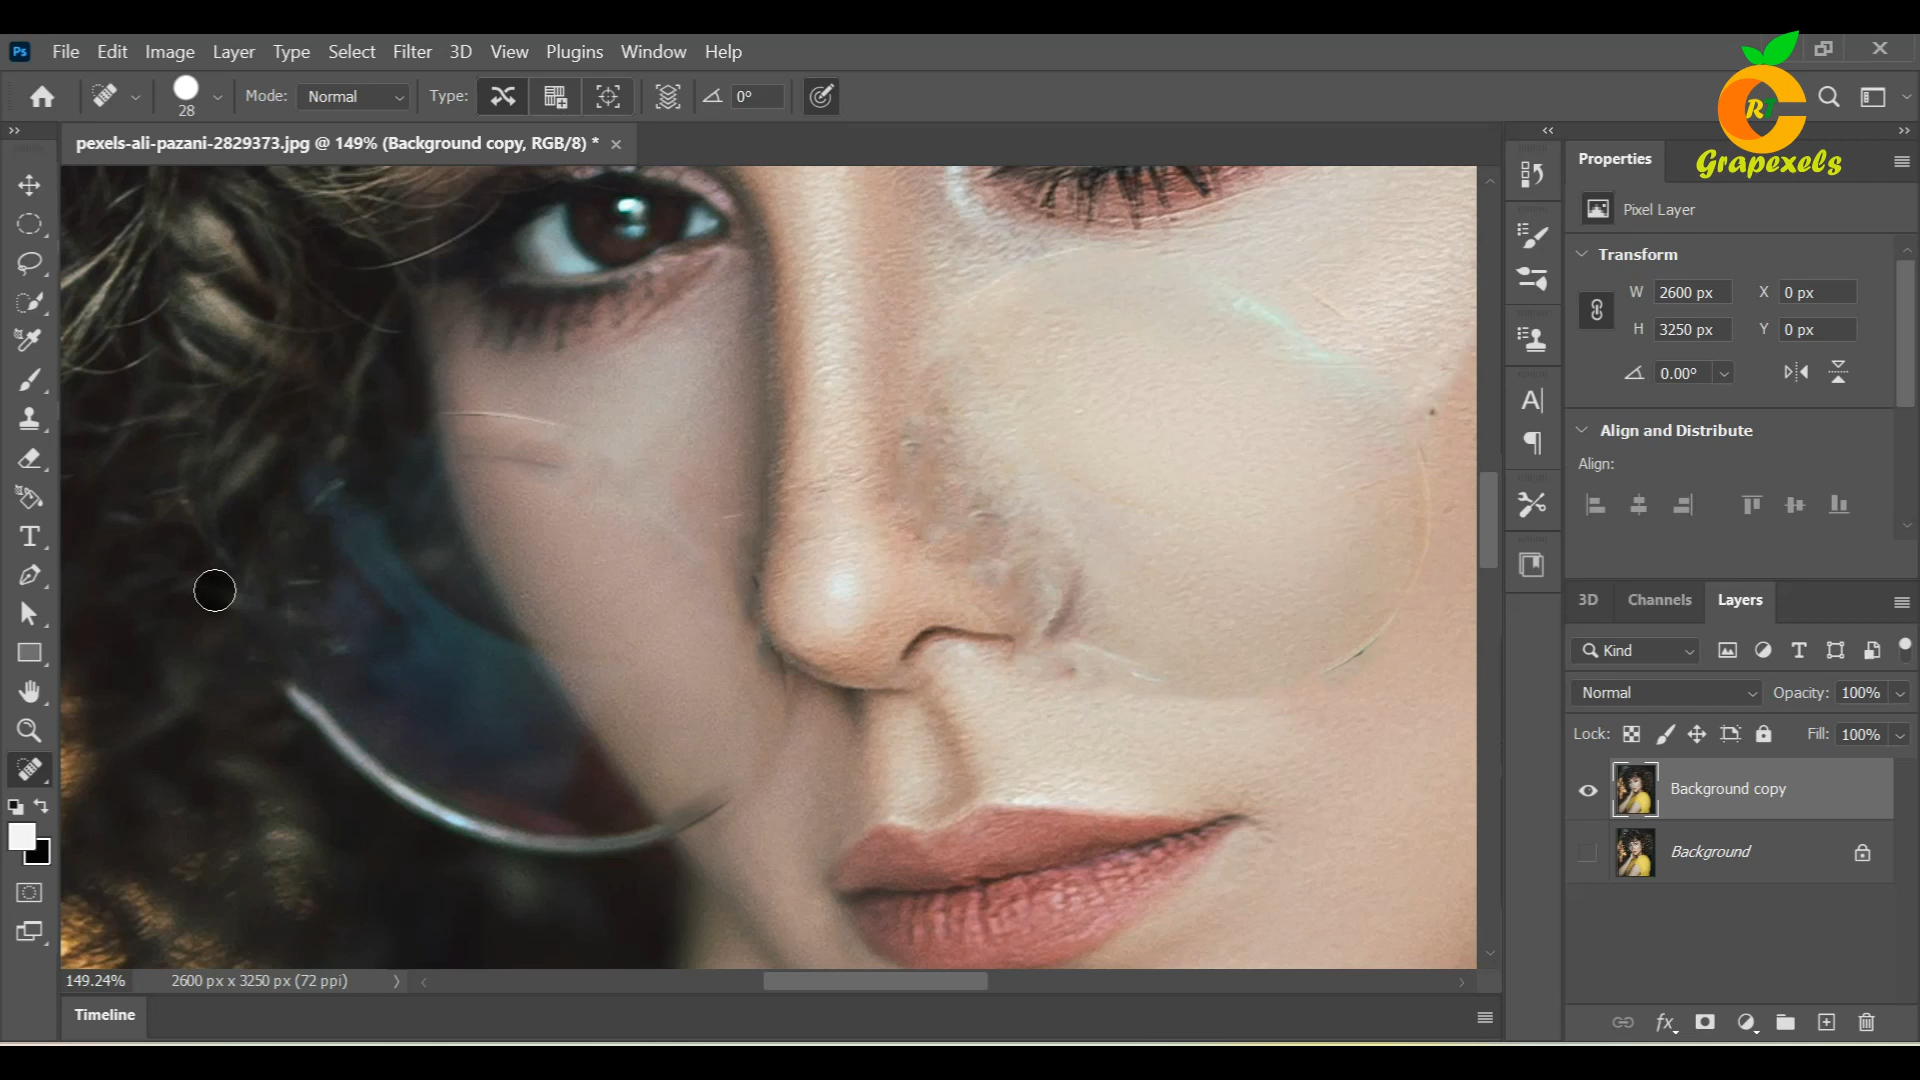 Ps File Edit Image Layer Type Select Filter 3D View Plugins Window Help
28 Mode: Normal Type: 0°
RT
Grapexels
pexels-ali-pazani-2829373.jpg @ 149% (Background copy, RGB/8) *
Properties
Pixel Layer
Transform
W 2600 px X 0 px
H 3250 px Y 0 px
0.00°
Align and Distribute
Align:
3D Channels Layers
Kind
Normal Opacity: 100%
Lock: Fill: 100%
Background copy
Background
149.24% 2600 px x 3250 px (72 ppi)
Timeline
fx